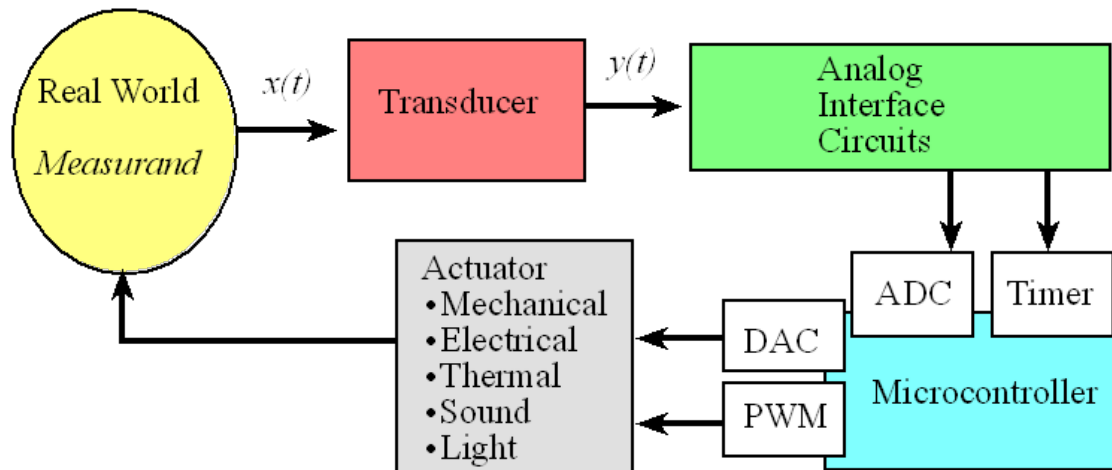 Real World
Measurand
x(t)
Transducer
y(t)
Analog
Interface
Circuits
ADC
Timer
Microcontroller
DAC
PWM
Actuator
•Mechanical
•Electrical
•Thermal
•Sound
•Light